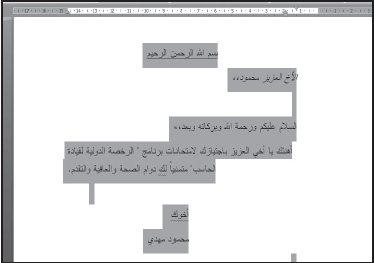 بسم الله الرحمن الرحيم
الأخ العزيز محمود،،
السلام عليكم ورحمة الله وبركاته وبعد،،
أهنئك يا أخي العزيز باجتيازك لامتحانات برنامج " الرخصة الدولية لقيادة
الحاسب" متمنياً لك دوام الصحة والعافية والتقدم.
أخوك
محمود مهدي